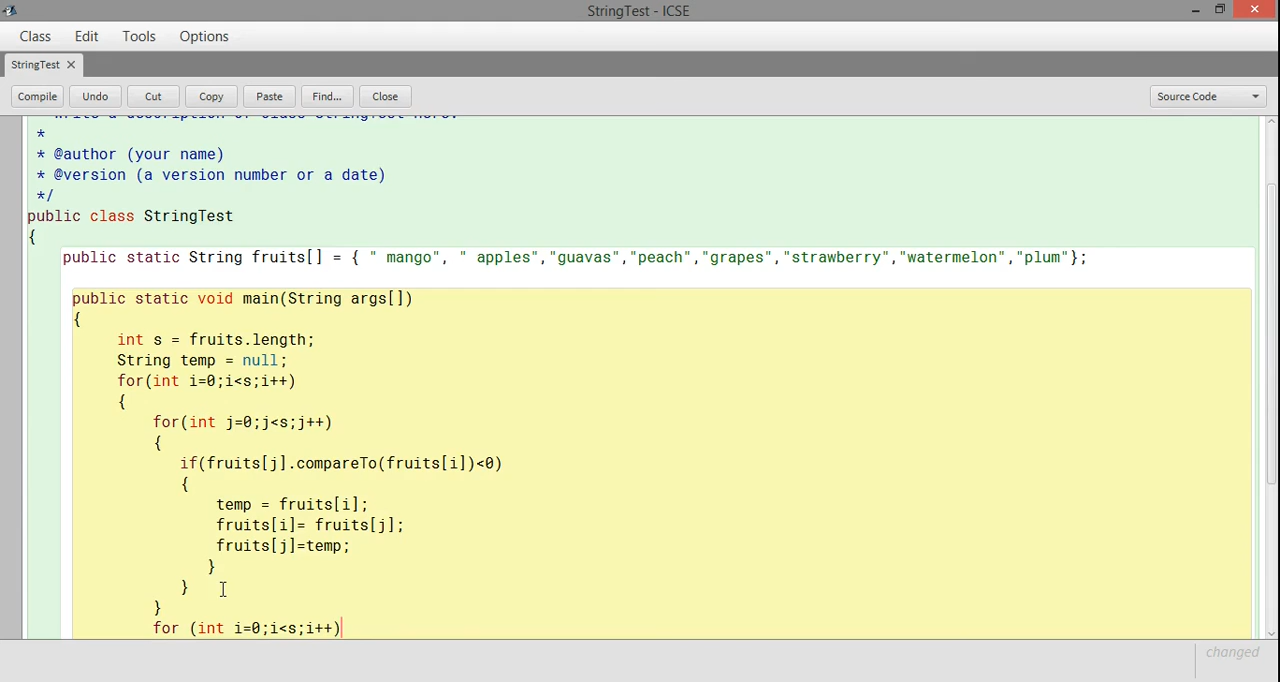 StringTest - ICSE
Class Edit Tools Options
StringTest ✕
Compile Undo Cut Copy Paste Find... Close Source Code
*
* @author (your name)
* @version (a version number or a date)
*/
public class StringTest
{
public static String fruits[] = { " mango", " apples","guavas","peach","grapes","strawberry","watermelon","plum"};
public static void main(String args[])
{
int s = fruits.length;
String temp = null;
for(int i=0;i<s;i++)
{
for(int j=0;j<s;j++)
{
if(fruits[j].compareTo(fruits[i])<0)
{
temp = fruits[i];
fruits[i]= fruits[j];
fruits[j]=temp;
}
}
}
for (int i=0;i<s;i++)
changed